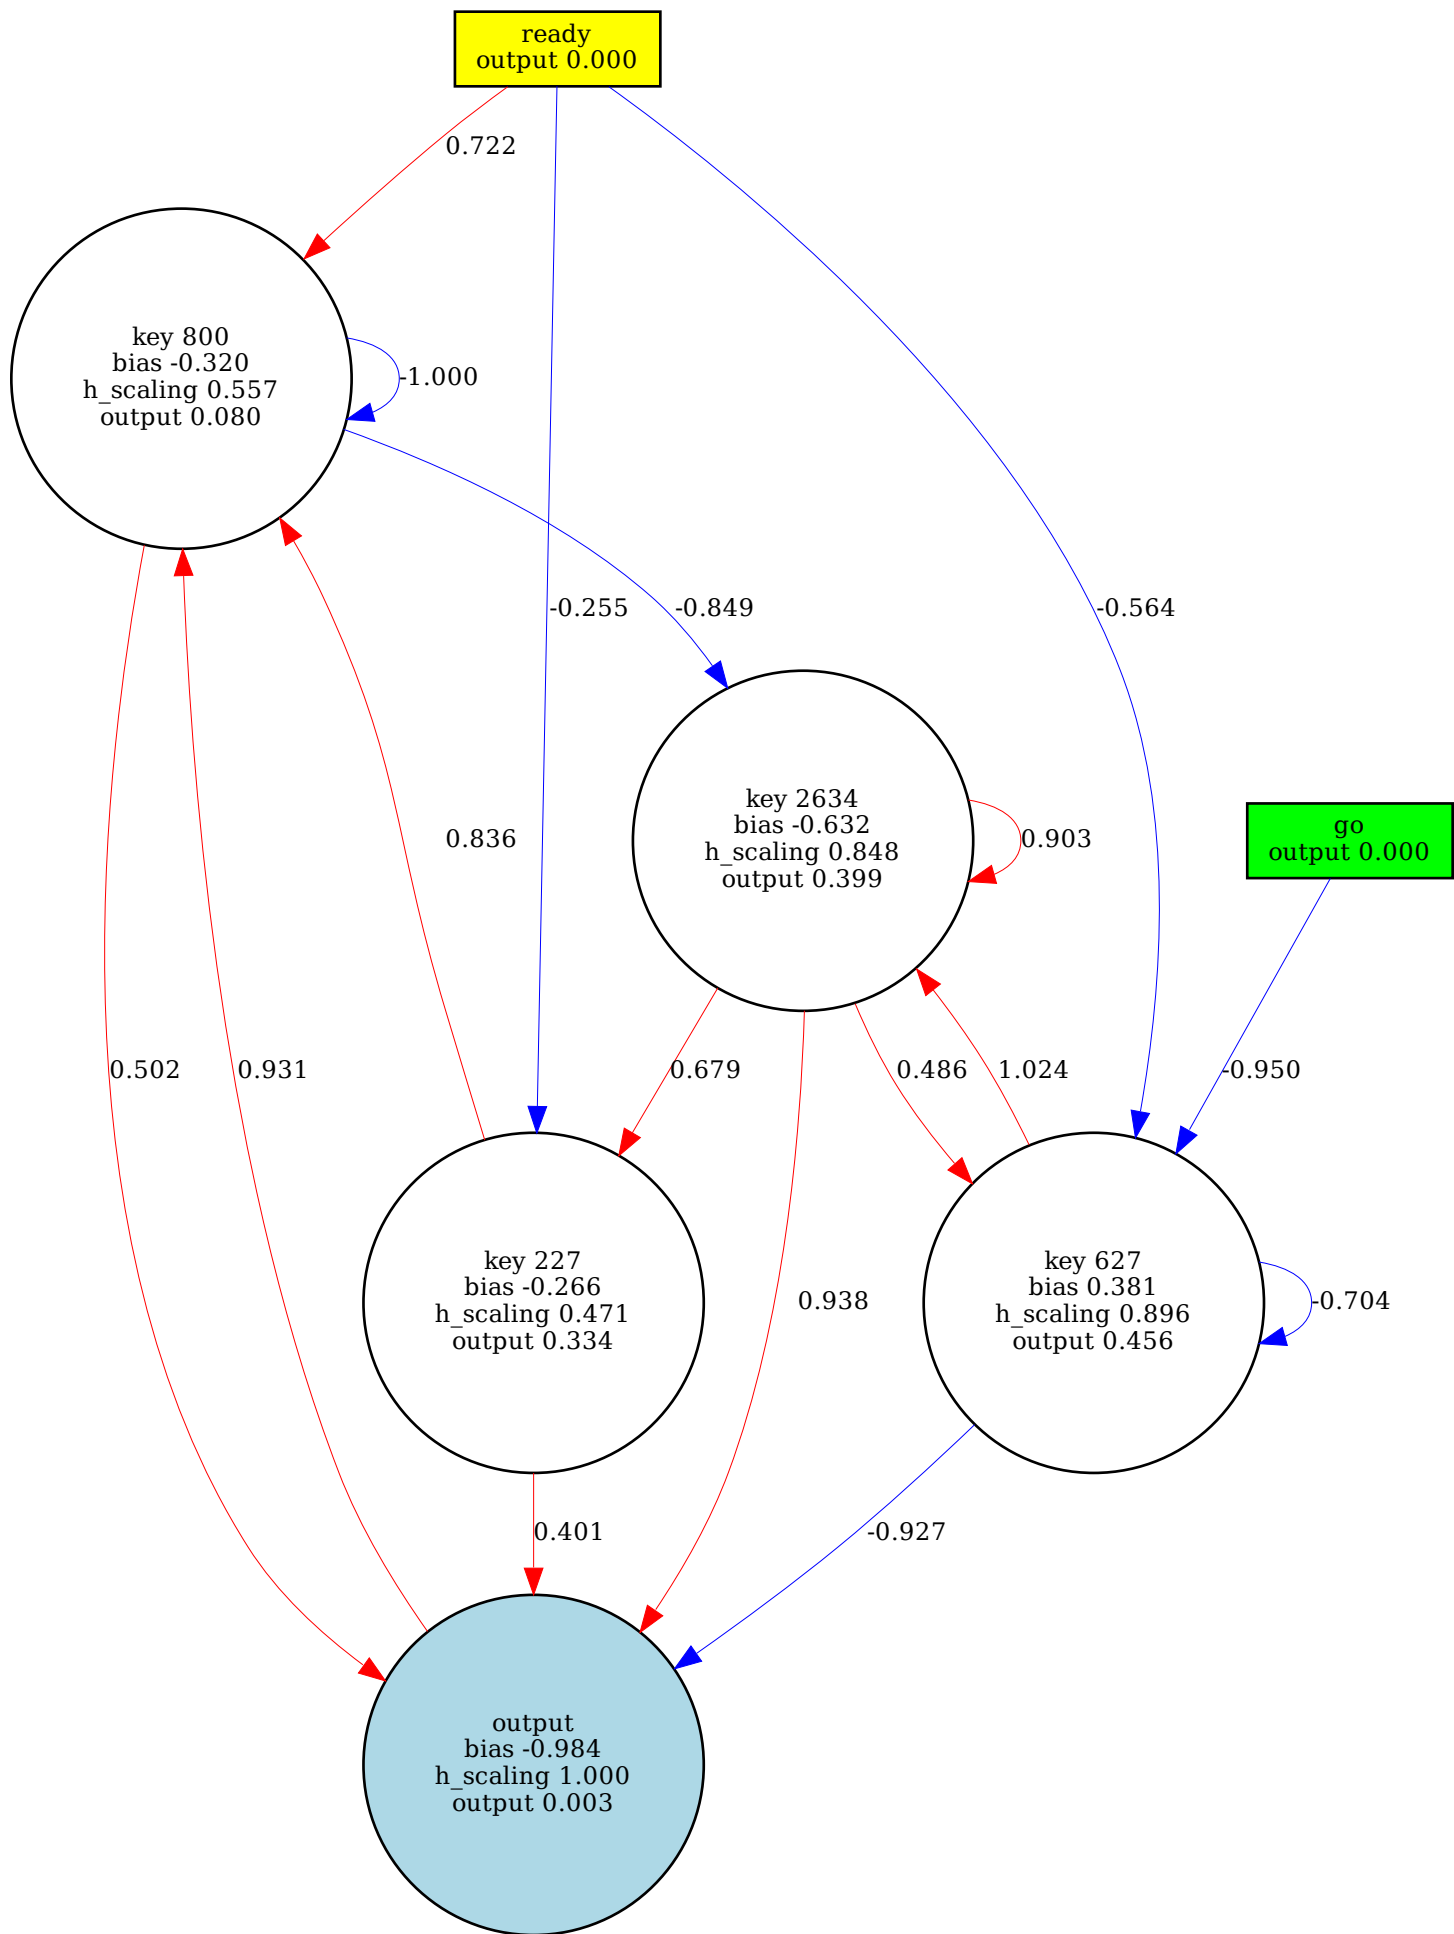 ready
output 0.000
0.722
key 800
bias -0.320
h_scaling 0.557
output 0.080
-1.000
-0.255
-0.849
-0.564
key 2634
bias -0.632
h_scaling 0.848
output 0.399
0.836
0.903
go
output 0.000
0.502
0.931
0.679
0.486
1.024
-0.950
key 227
bias -0.266
h_scaling 0.471
output 0.334
0.938
key 627
bias 0.381
h_scaling 0.896
output 0.456
-0.704
0.401
-0.927
output
bias -0.984
h_scaling 1.000
output 0.003